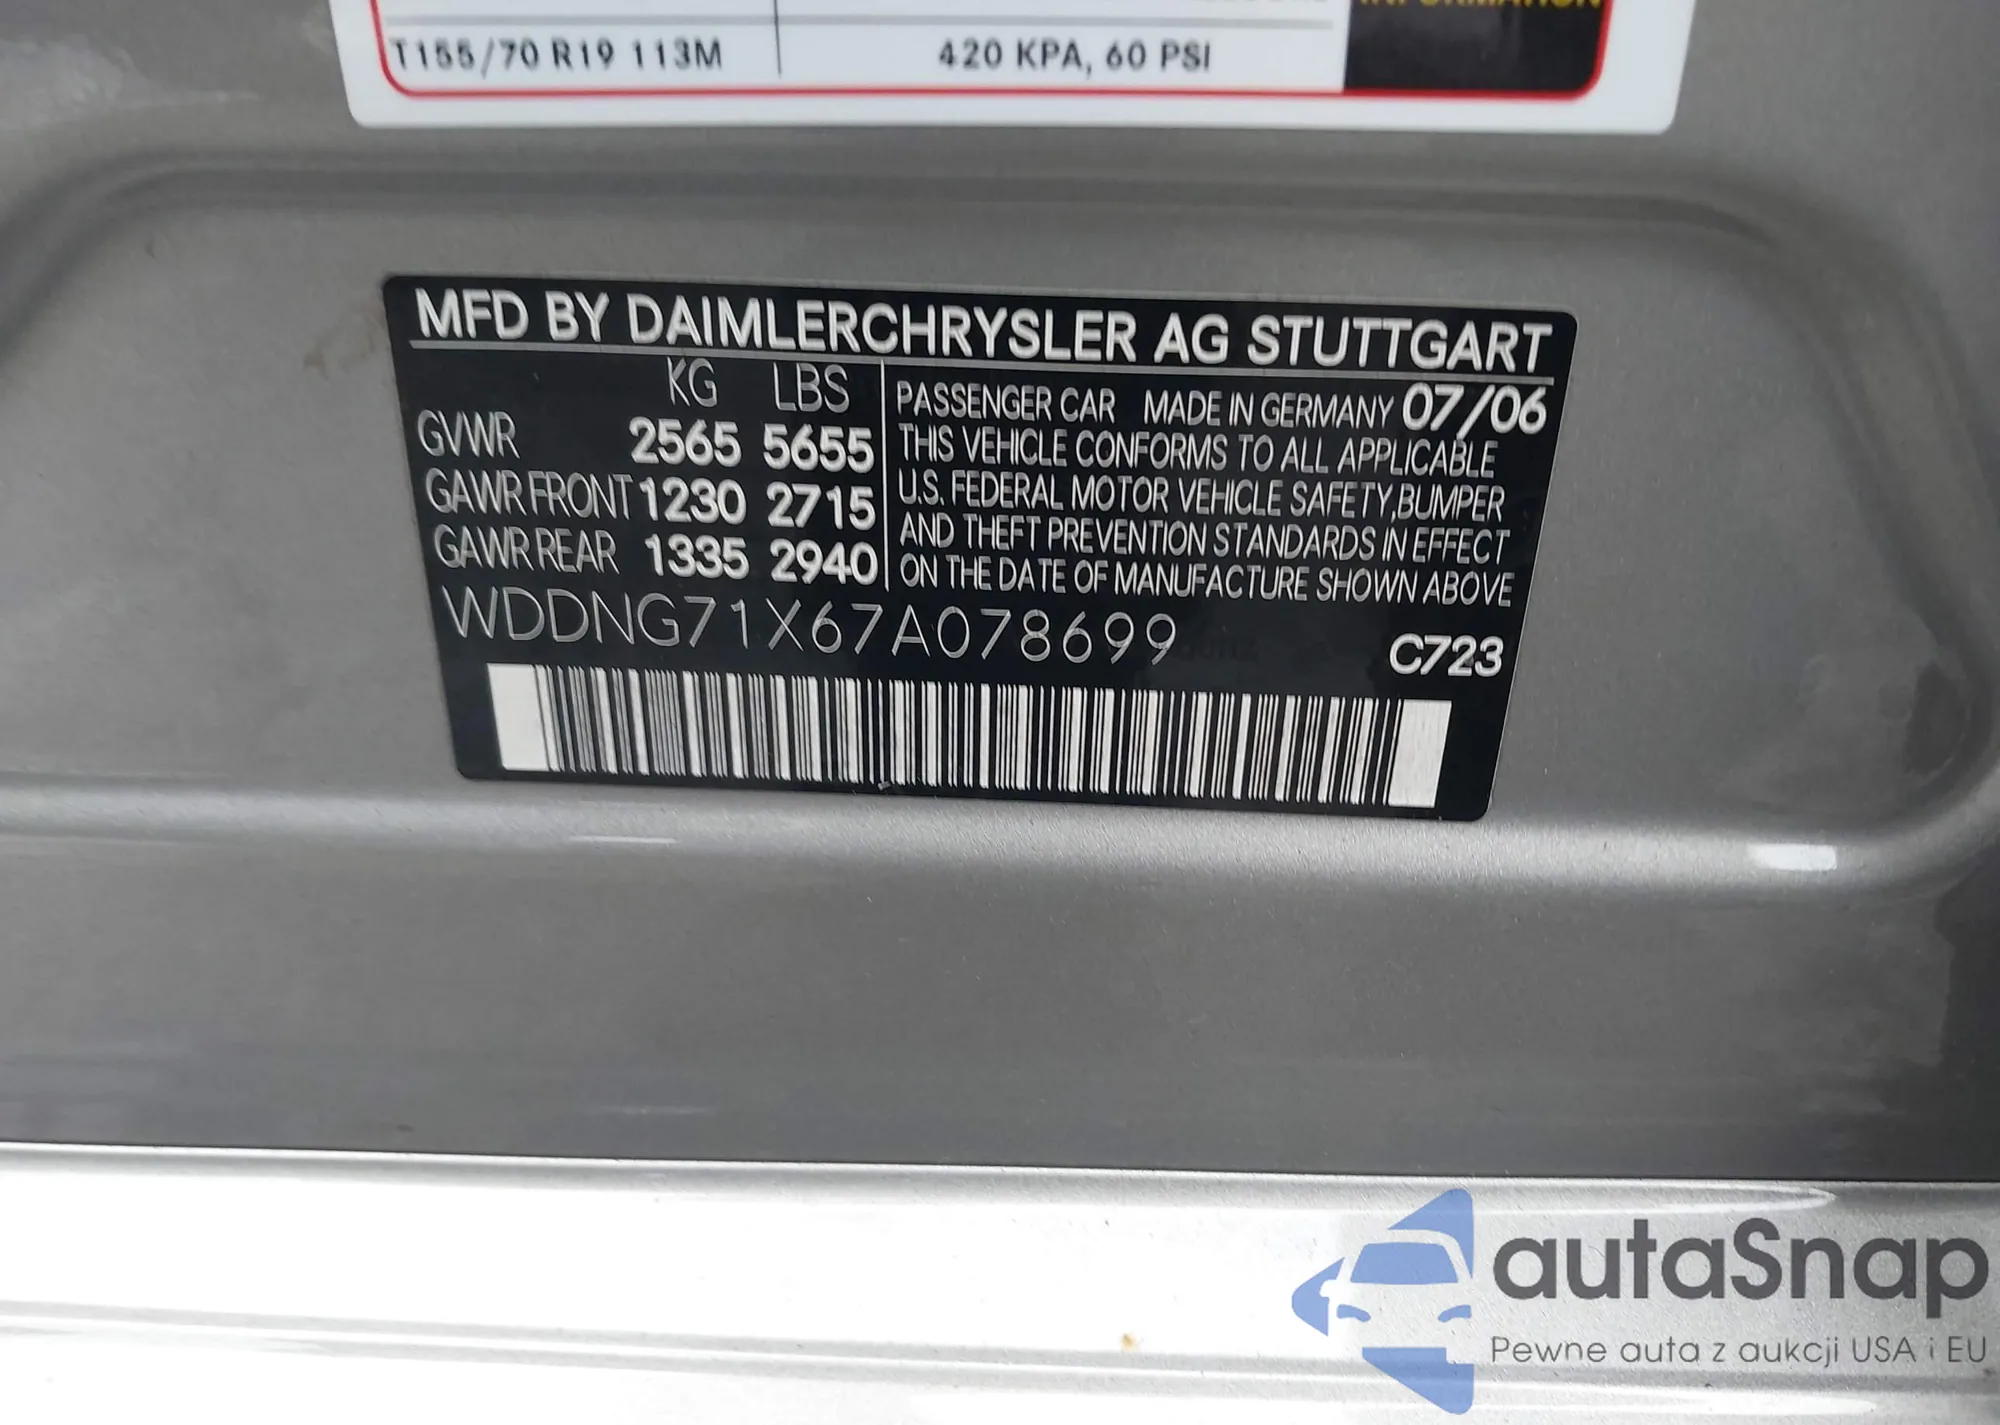 INFORMATION
T155/70 R19 113M 420 KPA, 60 PSI
MFD BY DAIMLERCHRYSLER AG STUTTGART
KG LBS
GVWR 2565 5655
GAWR FRONT 1230 2715
GAWR REAR 1335 2940
PASSENGER CAR MADE IN GERMANY 07/06
THIS VEHICLE CONFORMS TO ALL APPLICABLE
U.S. FEDERAL MOTOR VEHICLE SAFETY, BUMPER
AND THEFT PREVENTION STANDARDS IN EFFECT
ON THE DATE OF MANUFACTURE SHOWN ABOVE
WDDNG71X67A078699
C723
autaSnap
Pewne auta z aukcji USA i EU